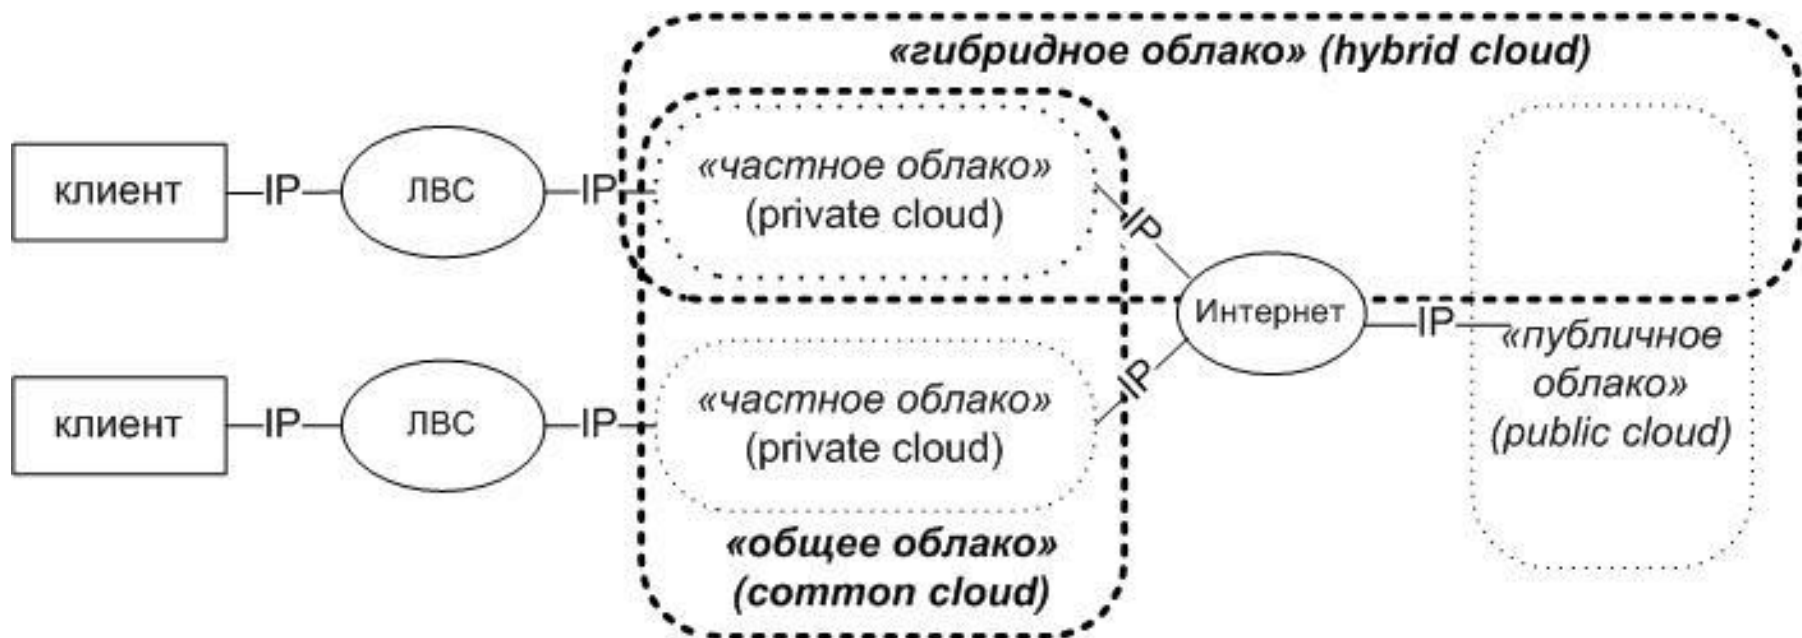 «гибридное облако» (hybrid cloud)
клиент
IP
ЛВС
IP
«частное облако»
(private cloud)
IP
Интернет
IP
«публичное
облако»
(public cloud)
клиент
IP
ЛВС
IP
«частное облако»
(private cloud)
IP
«общее облако»
(common cloud)